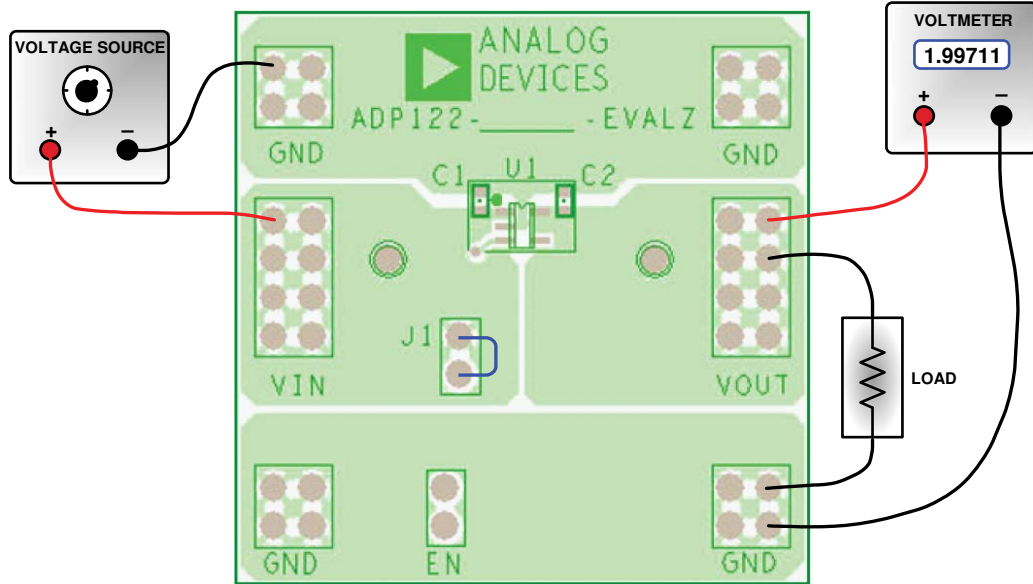 VOLTAGE SOURCE
+ −
ANALOG
DEVICES
ADP122-______-EVALZ
GND
GND
VOLTMETER
1.99711
+ −
C1 U1 C2
J1
VIN
VOUT
LOAD
GND
EN
GND